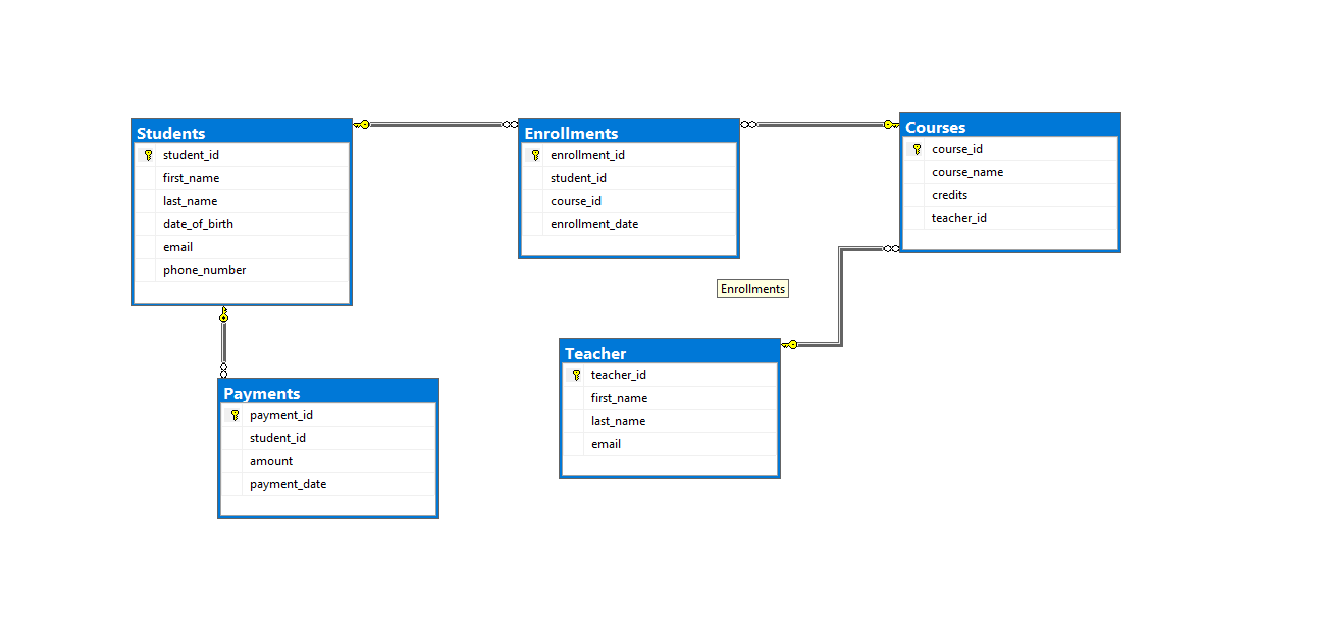 Students
student_id
first_name
last_name
date_of_birth
email
phone_number
Enrollments
enrollment_id
student_id
course_id
enrollment_date
Courses
course_id
course_name
credits
teacher_id
Enrollments
Payments
payment_id
student_id
amount
payment_date
Teacher
teacher_id
first_name
last_name
email